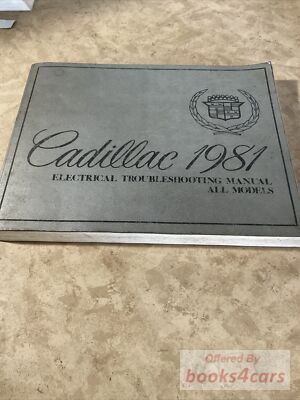 Cadillac 1981
ELECTRICAL TROUBLESHOOTING MANUAL
ALL MODELS
Offered By
books4cars